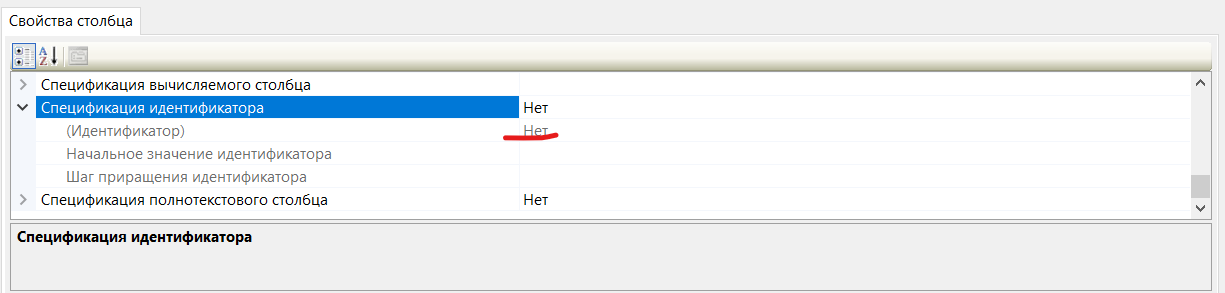 Свойства столбца
Спецификация вычисляемого столбца
Спецификация идентификатора Нет
(Идентификатор) Нет
Начальное значение идентификатора
Шаг приращения идентификатора
Спецификация полнотекстового столбца Нет
Спецификация идентификатора